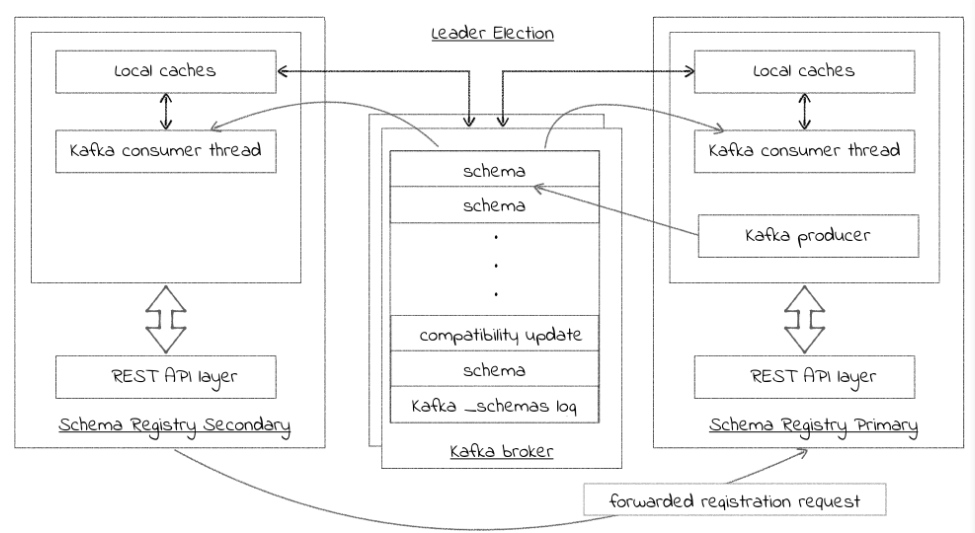 Leader Election
Local caches
Kafka consumer thread
REST API layer
Schema Registry Secondary
schema
schema
.
.
.
compatibility update
schema
Kafka _schemas log
Kafka broker
Local caches
Kafka consumer thread
Kafka producer
REST API layer
Schema Registry Primary
forwarded registration request